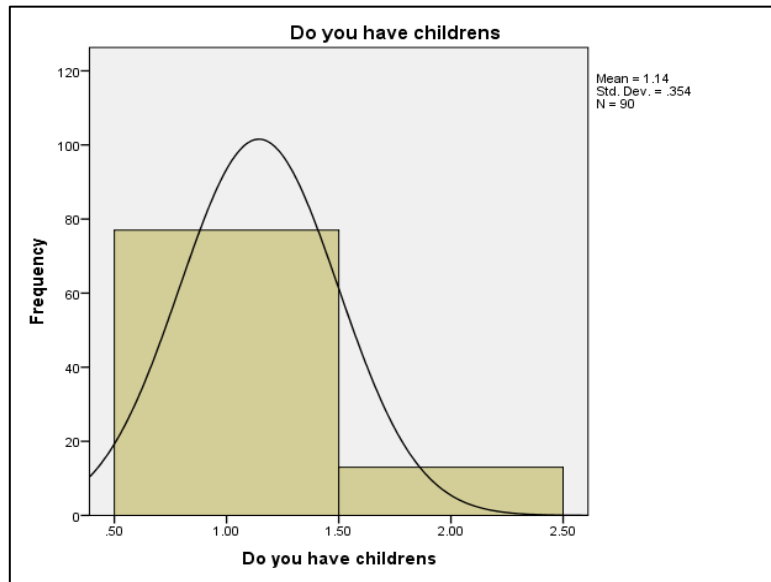 Do you have childrens
Mean = 1.14
Std. Dev. = .354
N = 90
Frequency
120
100
80
60
40
20
0
.50 1.00 1.50 2.00 2.50
Do you have childrens